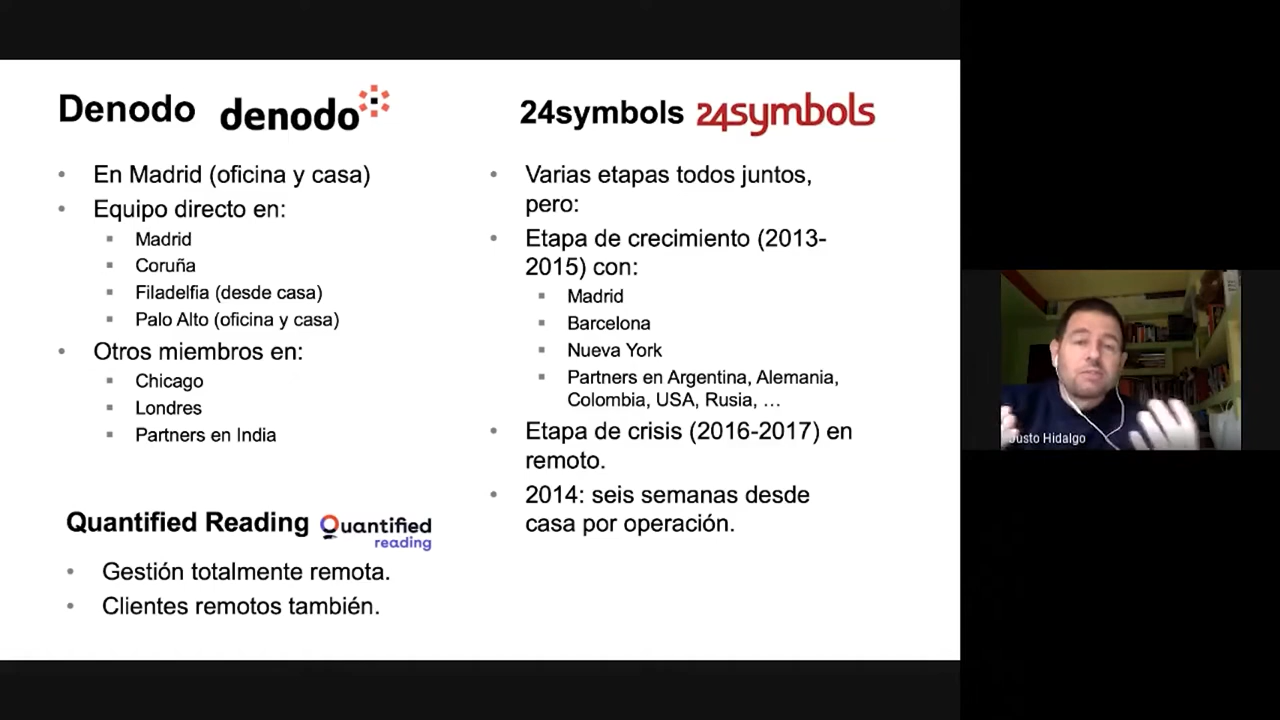 Denodo denodo
En Madrid (oficina y casa)
Equipo directo en:
Madrid
Coruña
Filadelfia (desde casa)
Palo Alto (oficina y casa)
Otros miembros en:
Chicago
Londres
Partners en India
Quantified Reading Quantified
reading
Gestión totalmente remota.
Clientes remotos también.
24symbols 24symbols
Varias etapas todos juntos,
pero:
Etapa de crecimiento (2013-
2015) con:
Madrid
Barcelona
Nueva York
Partners en Argentina, Alemania,
Colombia, USA, Rusia, …
Etapa de crisis (2016-2017) en
remoto.
2014: seis semanas desde
casa por operación.
Justo Hidalgo